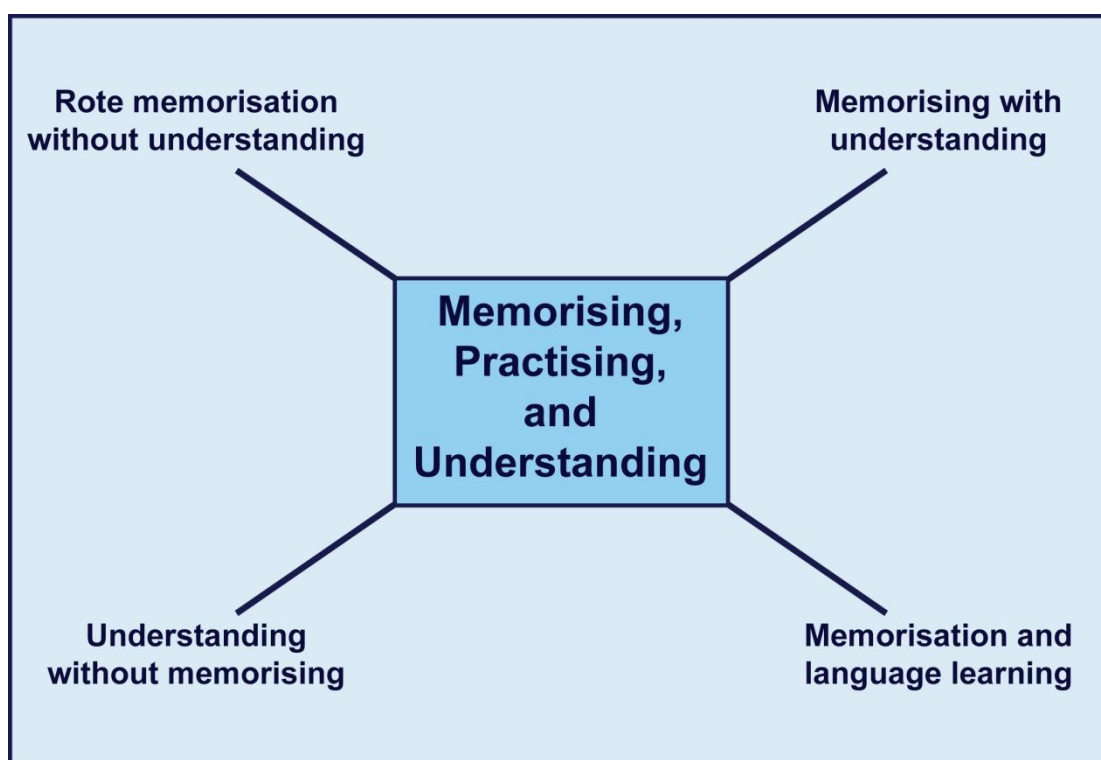 Rote memorisation
without understanding
Memorising with
understanding
Memorising,
Practising,
and
Understanding
Understanding
without memorising
Memorisation and
language learning